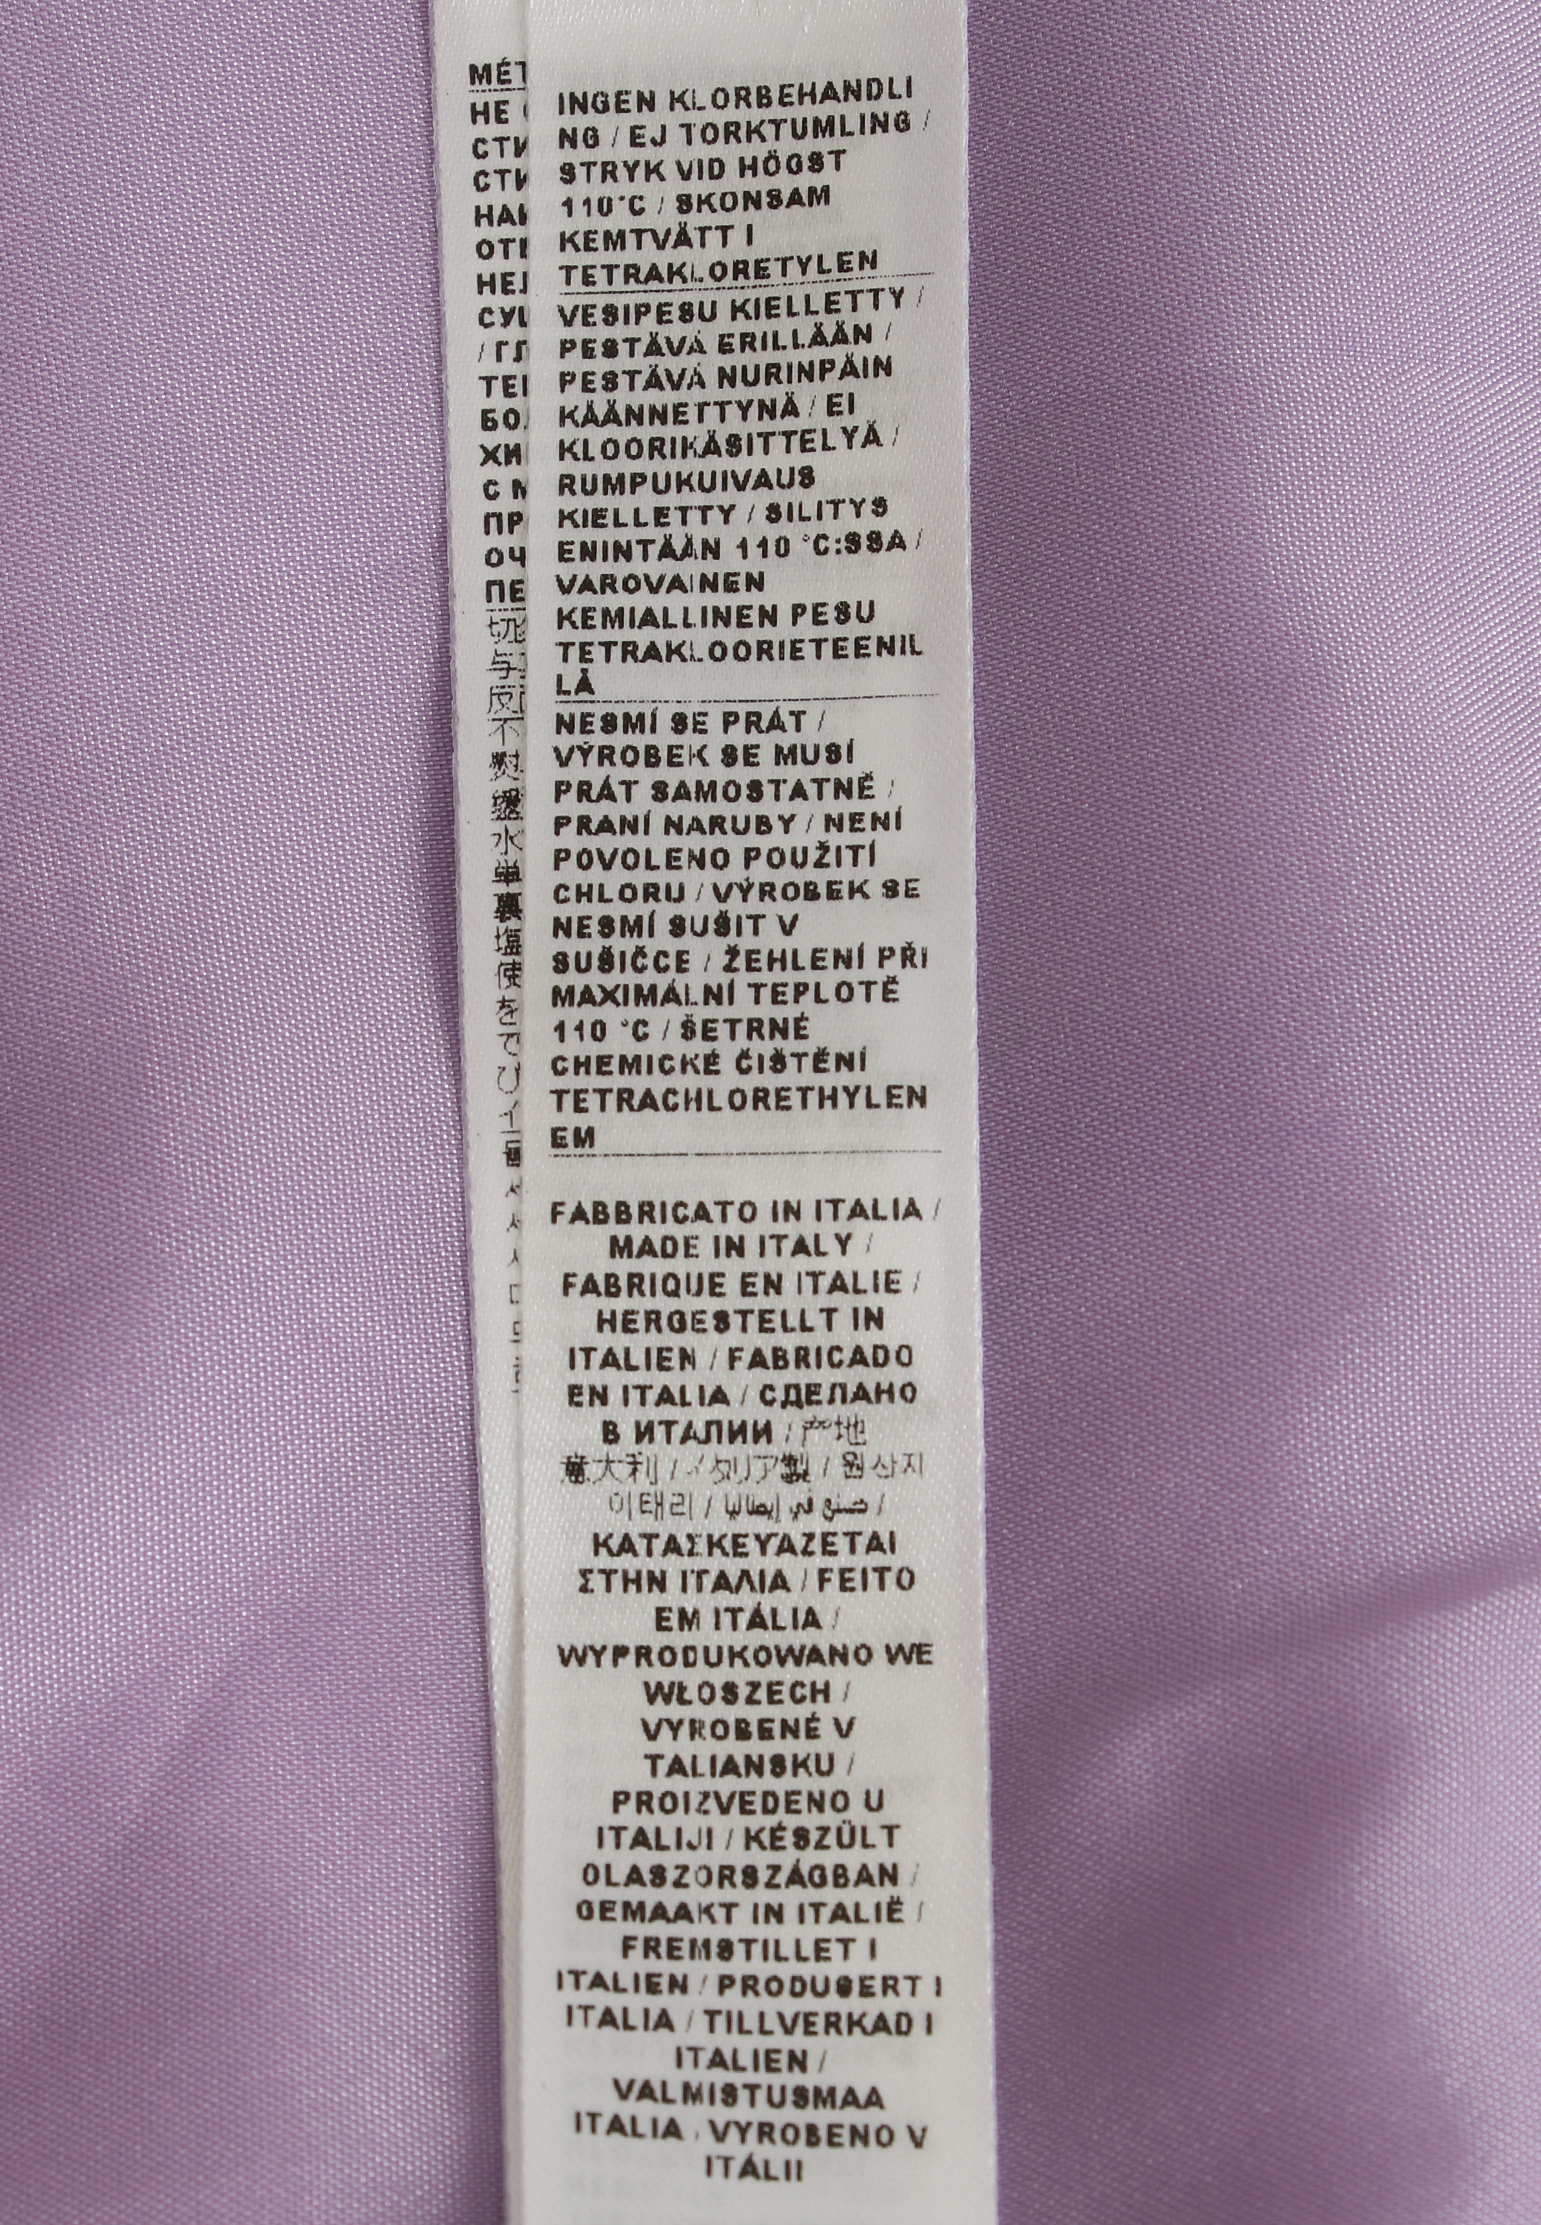 INGEN KLORBEHANDLI
NG / EJ TORKTUMLING /
STRYK VID HÖGST
110°C / SKONSAM
KEMTVÄTT I
TETRAKLORETYLEN
VESIPESU KIELLETTY /
PESTÄVÄ ERILLÄÄN /
PESTÄVÄ NURINPÄIN
KÄÄNNETTYNÄ / EI
KLOORIKÄSITTELYÄ /
RUMPUKUIVAUS
KIELLETTY / SILITYS
ENINTÄÄN 110 °C:SSA /
VAROVAINEN
KEMIALLINEN PESU
TETRAKLOORIETEENIL
LÄ
NESMÍ SE PRÁT /
VÝROBEK SE MUSÍ
PRÁT SAMOSTATNĚ /
PRANÍ NARUBY / NENÍ
POVOLENO POUŽITÍ
CHLORU / VÝROBEK SE
NESMÍ SUŠIT V
SUŠIČCE / ŽEHLENÍ PŘI
MAXIMÁLNÍ TEPLOTĚ
110 °C / ŠETRNÉ
CHEMICKÉ ČIŠTĚNÍ
TETRACHLORETHYLEN
EM
FABBRICATO IN ITALIA /
MADE IN ITALY /
FABRIQUE EN ITALIE /
HERGESTELLT IN
ITALIEN / FABRICADO
EN ITALIA / СДЕЛАНО
В ИТАЛИИ / 产地
意大利 / イタリア製 / 원산지
이태리 / صنع في إيطاليا /
ΚΑΤΑΣΚΕΥΑΖΕΤΑΙ
ΣΤΗΝ ΙΤΑΛΙΑ / FEITO
EM ITÁLIA /
WYPRODUKOWANO WE
WŁOSZECH /
VYROBENÉ V
TALIANSKU /
PROIZVEDENO U
ITALIJI / KÉSZÜLT
OLASZORSZÁGBAN /
GEMAAKT IN ITALIË /
FREMSTILLET I
ITALIEN / PRODUSERT I
ITALIA / TILLVERKAD I
ITALIEN /
VALMISTUSMAA
ITALIA / VYROBENO V
ITÁLII